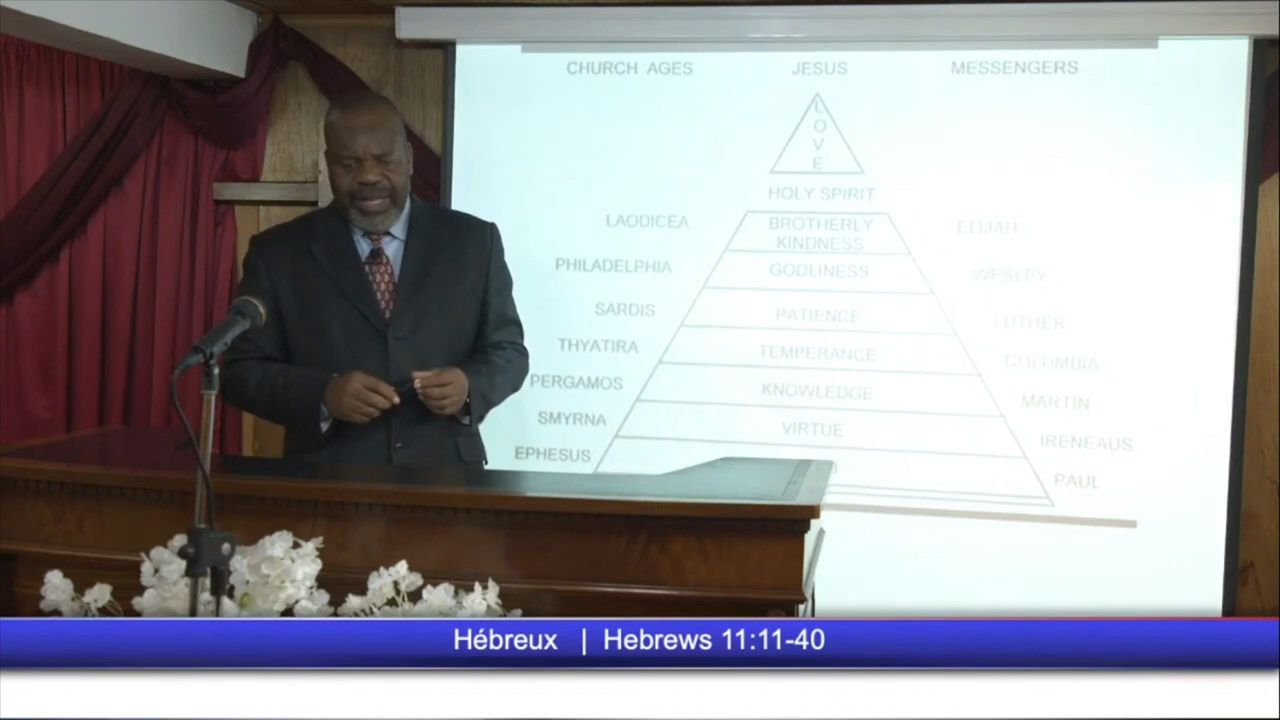 CHURCH AGES JESUS MESSENGERS
LOVE
HOLY SPIRIT
LAODICEA BROTHERLY KINDNESS ELIJAH
PHILADELPHIA GODLINESS WESLEY
SARDIS PATIENCE LUTHER
THYATIRA TEMPERANCE COLUMBIA
PERGAMOS KNOWLEDGE MARTIN
SMYRNA VIRTUE IRENEAUS
EPHESUS PAUL
Hébreux | Hebrews 11:11-40